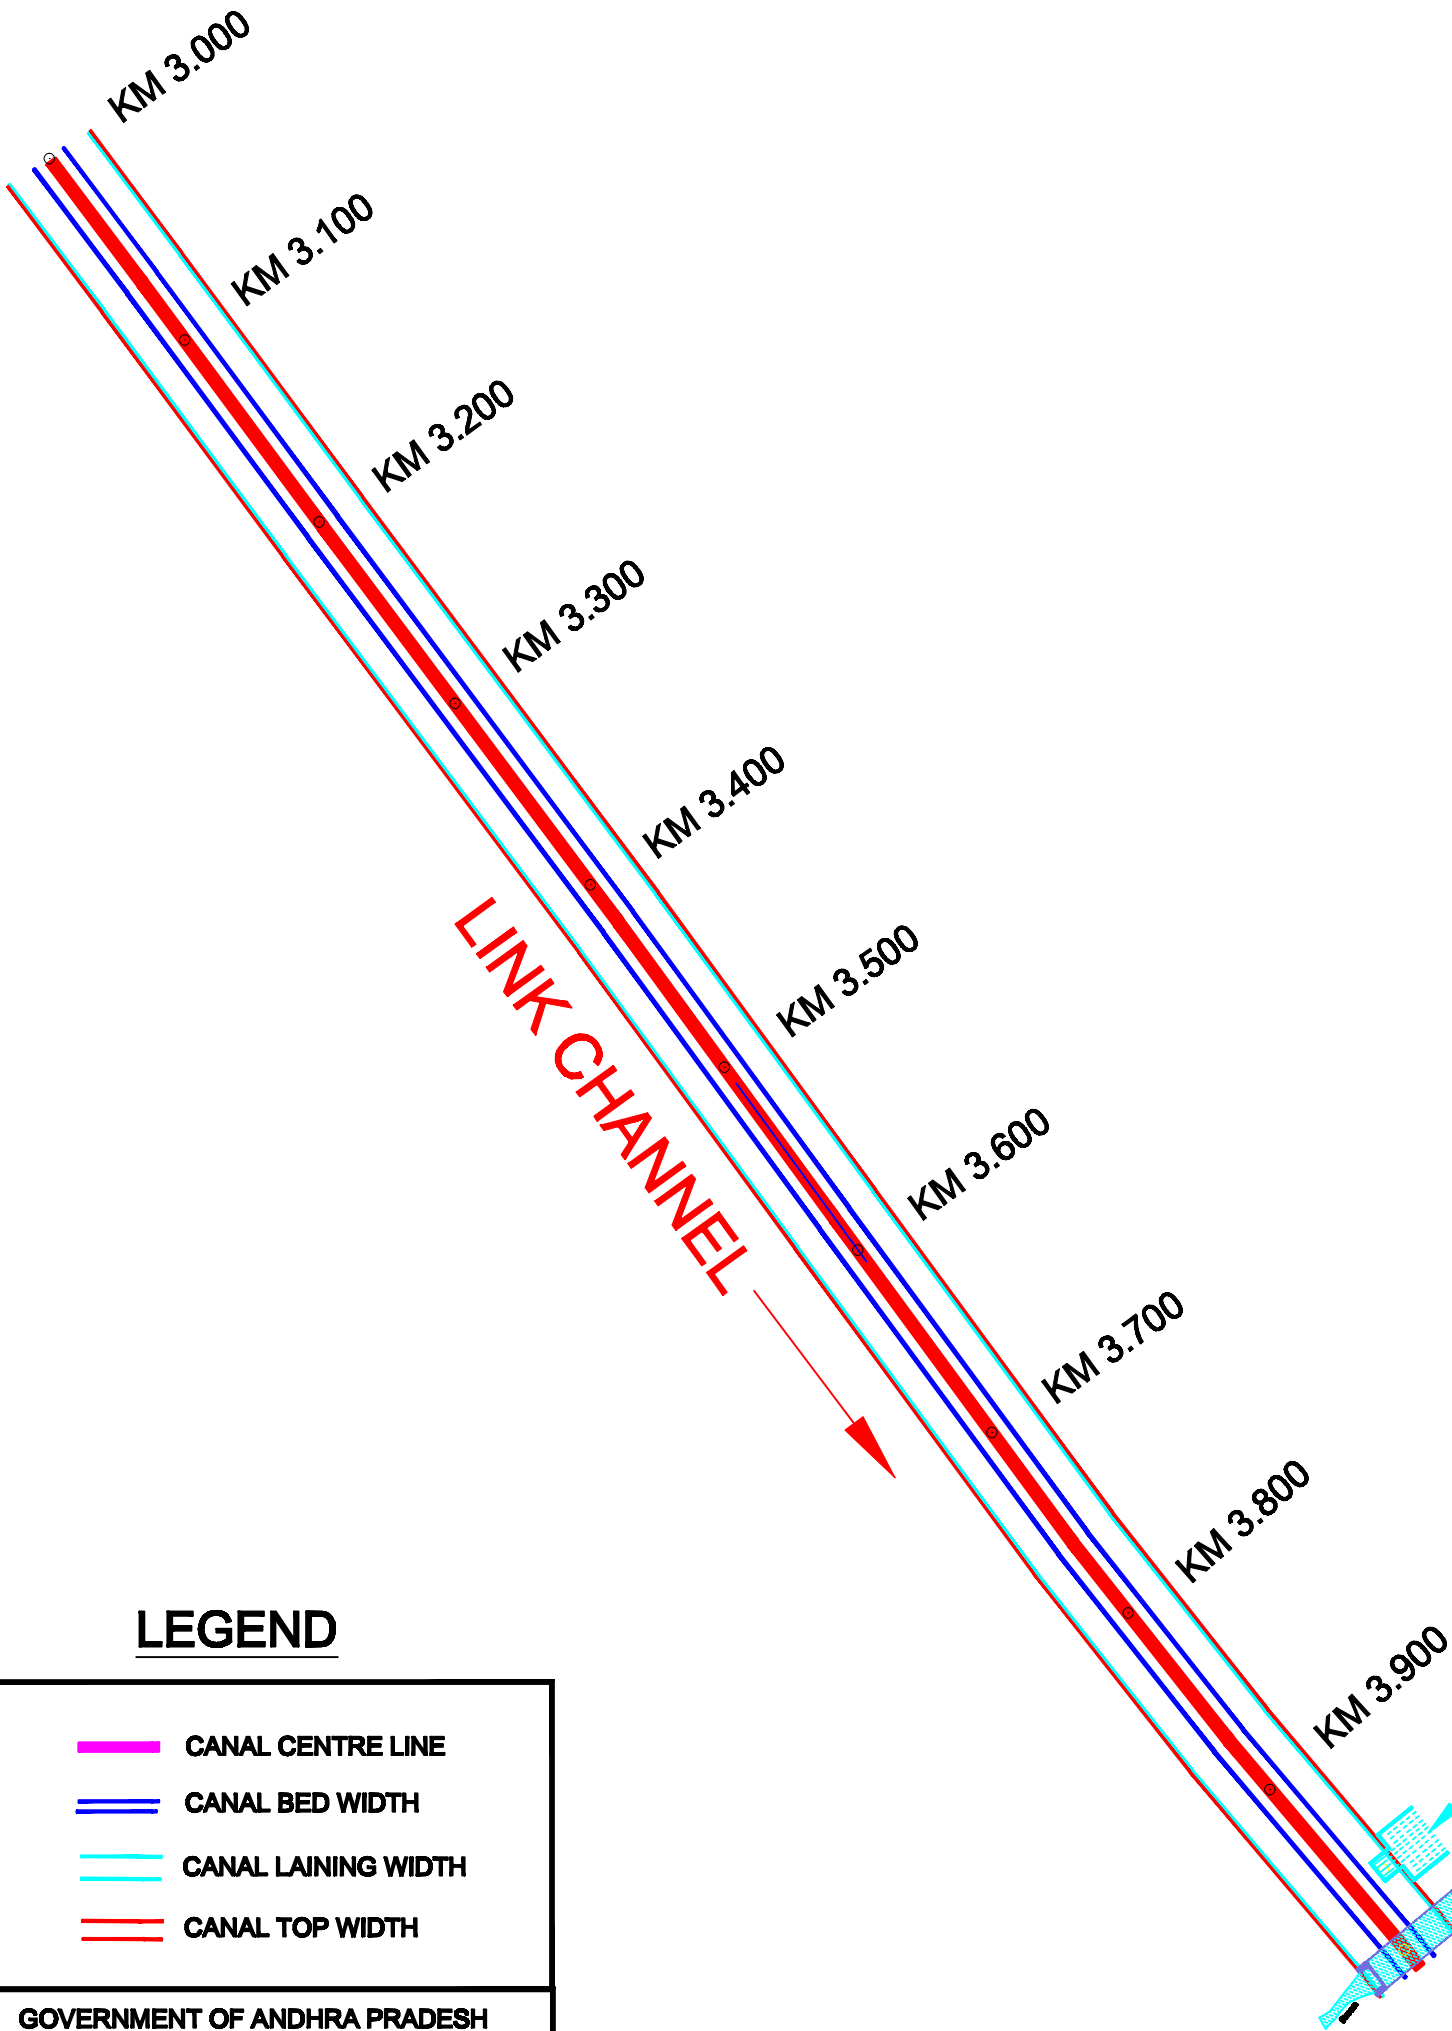 KM 3.000
KM 3.100
KM 3.200
KM 3.300
KM 3.400
KM 3.500
KM 3.600
KM 3.700
KM 3.800
KM 3.900
LINK CHANNEL
LEGEND
CANAL CENTRE LINE
CANAL BED WIDTH
CANAL LAINING WIDTH
CANAL TOP WIDTH
GOVERNMENT OF ANDHRA PRADESH